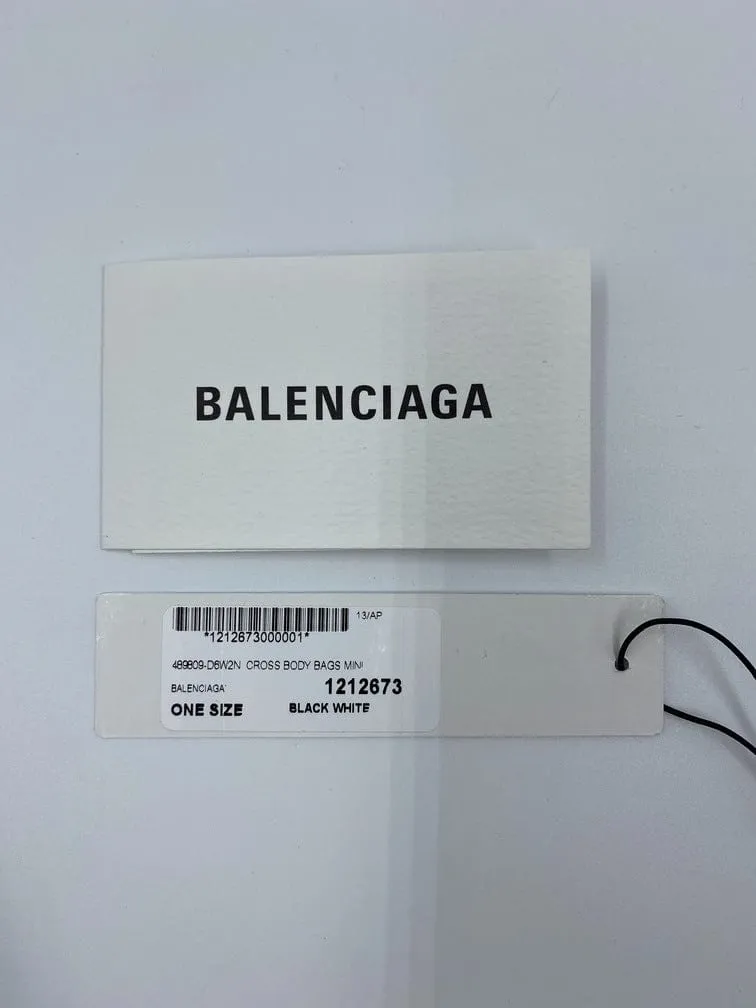 BALENCIAGA
13/AP
*1212673000001*
489809-D6W2N CROSS BODY BAGS MINI
BALENCIAGA
1212673
ONE SIZE BLACK WHITE